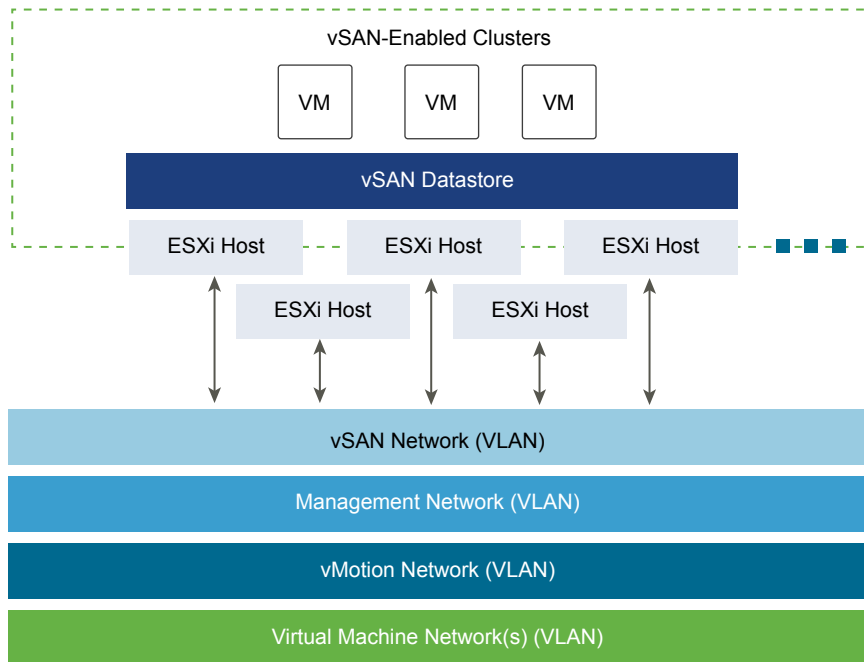 vSAN-Enabled Clusters
VM
VM
VM
vSAN Datastore
ESXi Host
ESXi Host
ESXi Host
ESXi Host
ESXi Host
vSAN Network (VLAN)
Management Network (VLAN)
vMotion Network (VLAN)
Virtual Machine Network(s) (VLAN)